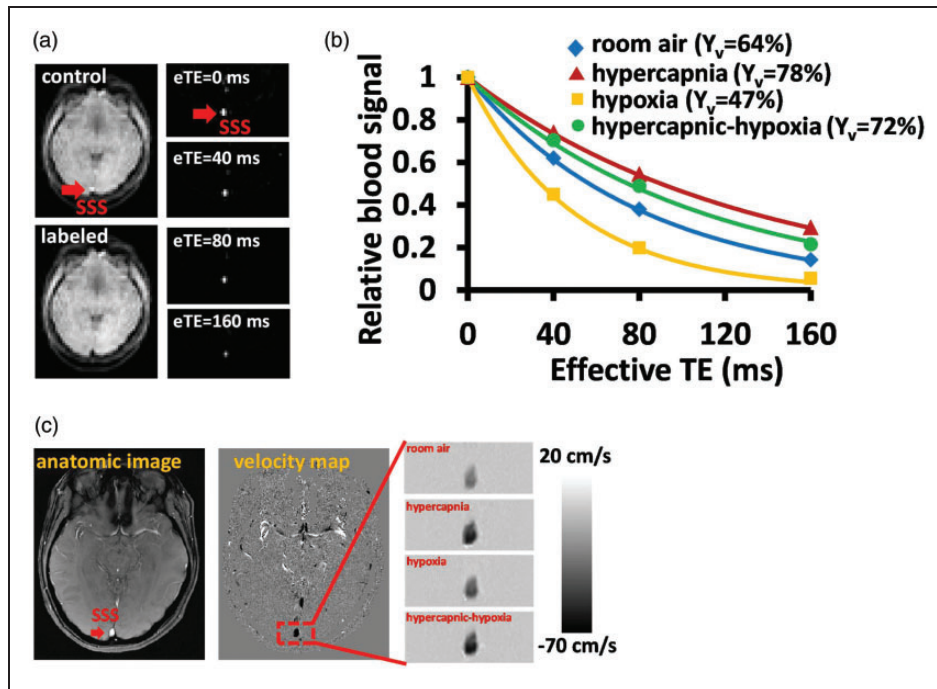 (a)
control
SSS
labeled
eTE=0 ms
SSS
eTE=40 ms
eTE=80 ms
eTE=160 ms
(b)
Relative blood signal
1
0.8
0.6
0.4
0.2
0
0
40
80
120
160
Effective TE (ms)
room air (Yv=64%)
hypercapnia (Yv=78%)
hypoxia (Yv=47%)
hypercapnic-hypoxia (Yv=72%)
(c)
anatomic image
SSS
velocity map
room air
hypercapnia
hypoxia
hypercapnic-hypoxia
20 cm/s
-70 cm/s